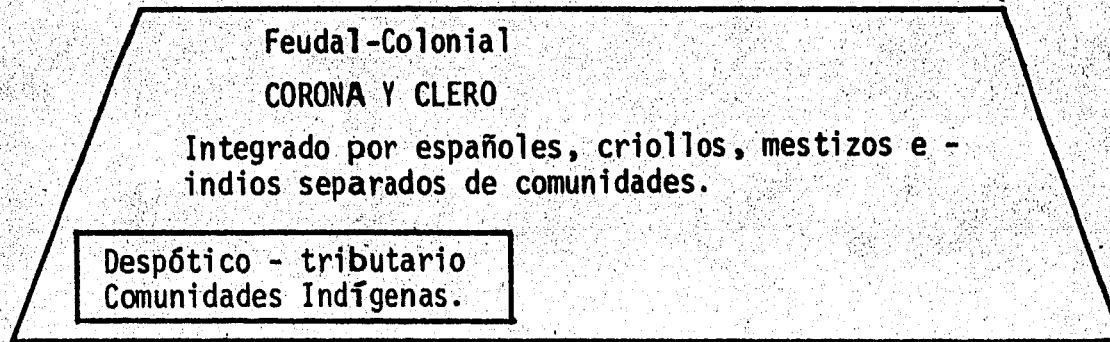 Feudal-Colonial
CORONA Y CLERO
Integrado por españoles, criollos, mestizos e -
indios separados de comunidades.
Despótico - tributario
Comunidades Indígenas.